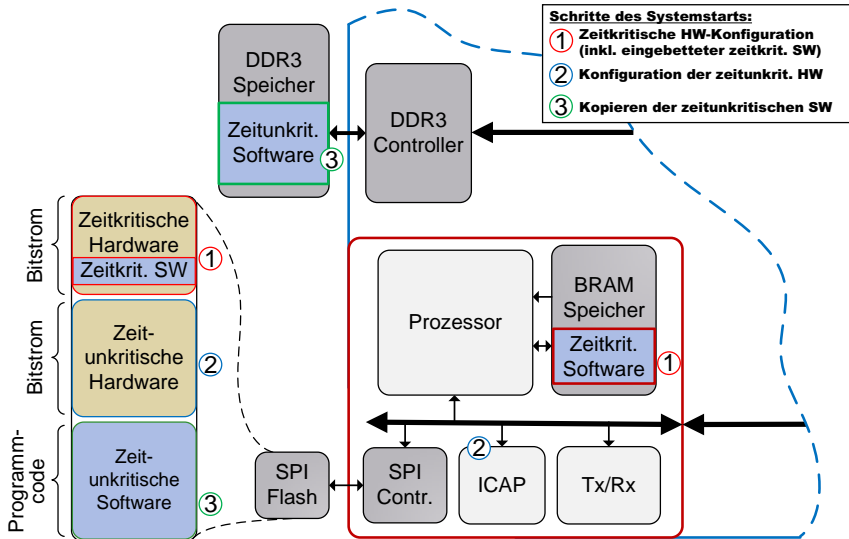 Schritte des Systemstarts:
1 Zeitkritische HW-Konfiguration
(inkl. eingebetteter zeitkrit. SW)
2 Konfiguration der zeitunkrit. HW
3 Kopieren der zeitunkritischen SW
DDR3
Speicher
Zeitunkrit.
Software
3
DDR3
Controller
Bitstrom
Zeitkritische
Hardware
Zeitkrit. SW
1
Bitstrom
Zeit-
unkritische
Hardware
2
Programm-
code
Zeit-
unkritische
Software
3
SPI
Flash
Prozessor
BRAM
Speicher
Zeitkrit.
Software
1
SPI
Contr.
2
ICAP
Tx/Rx